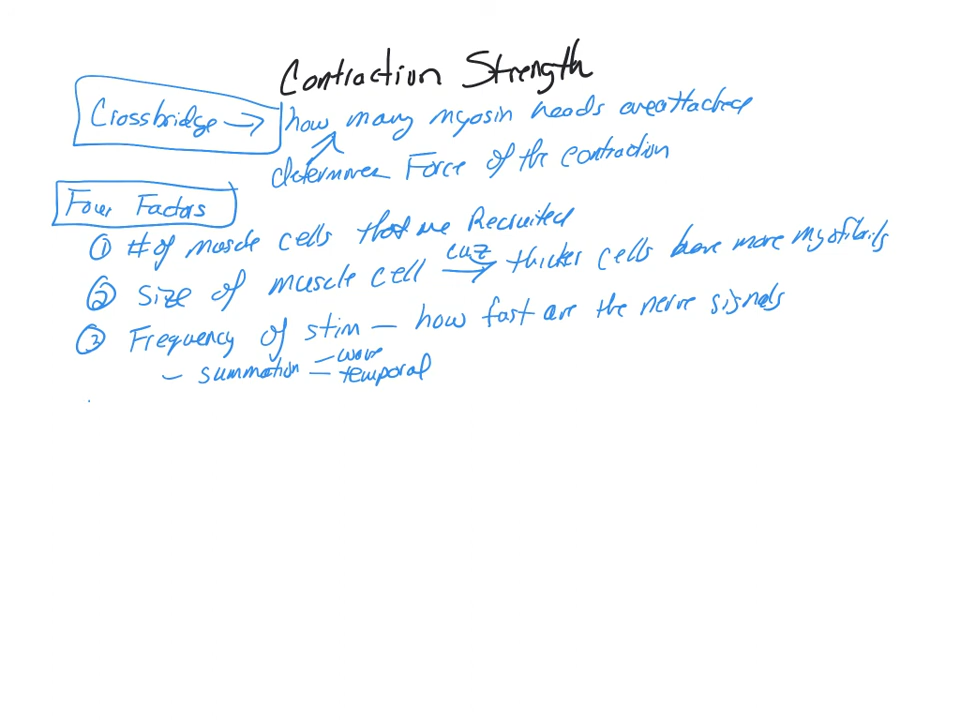 Contraction Strength
Crossbridge → how many myosin heads are attached
determines Force of the contraction
Four Factors
① # of muscle cells that are Recruited
② Size of muscle cell cuz → thicker cells have more myofibrils
③ Frequency of stim — how fast are the nerve signals
- summation - wave
- temporal